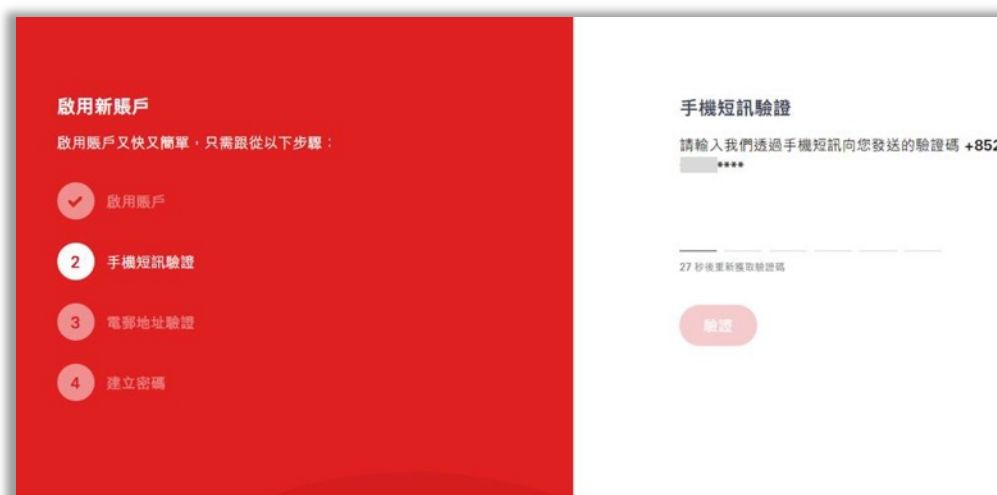 啟用新賬戶
啟用賬戶又快又簡單，只需跟從以下步驟：
啟用賬戶
2 手機短訊驗證
3 電郵地址驗證
4 建立密碼
手機短訊驗證
請輸入我們透過手機短訊向您發送的驗證碼 +852
****
27 秒後重新獲取驗證碼
驗證